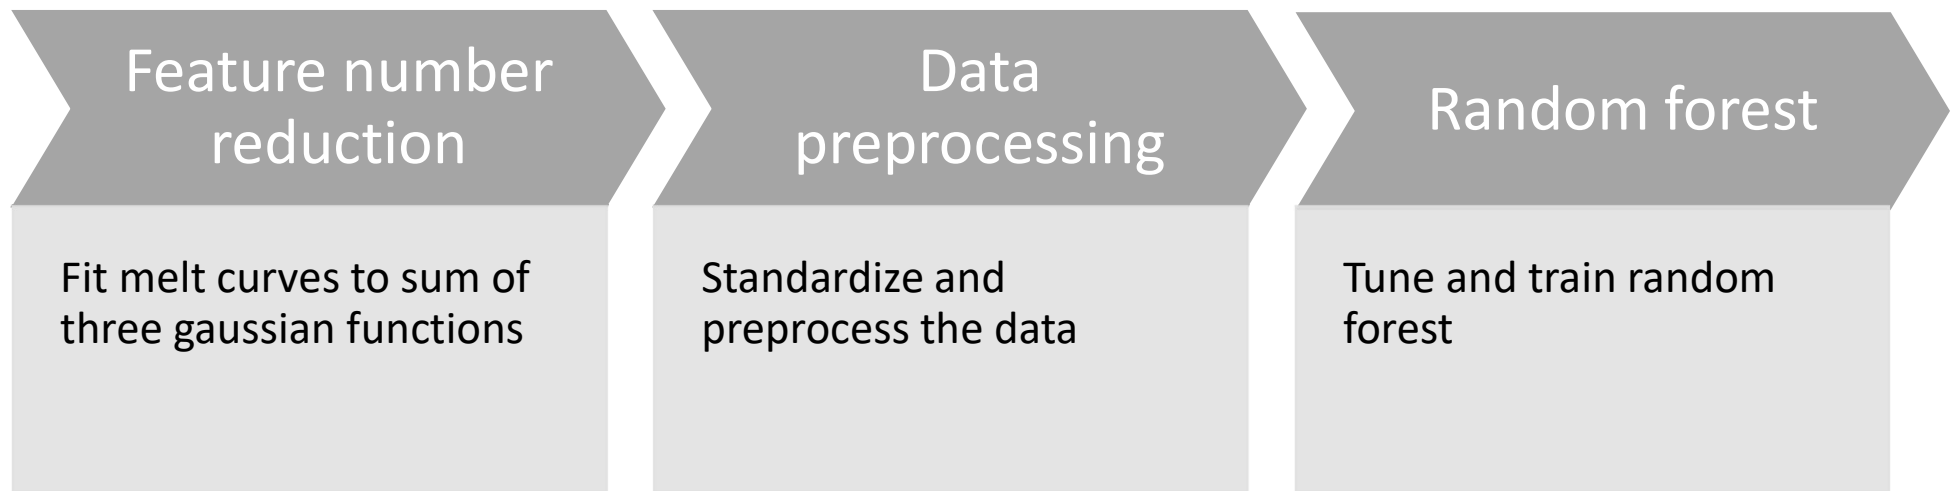 Feature number
reduction
Fit melt curves to sum of
three gaussian functions
Data
preprocessing
Standardize and
preprocess the data
Random forest
Tune and train random
forest